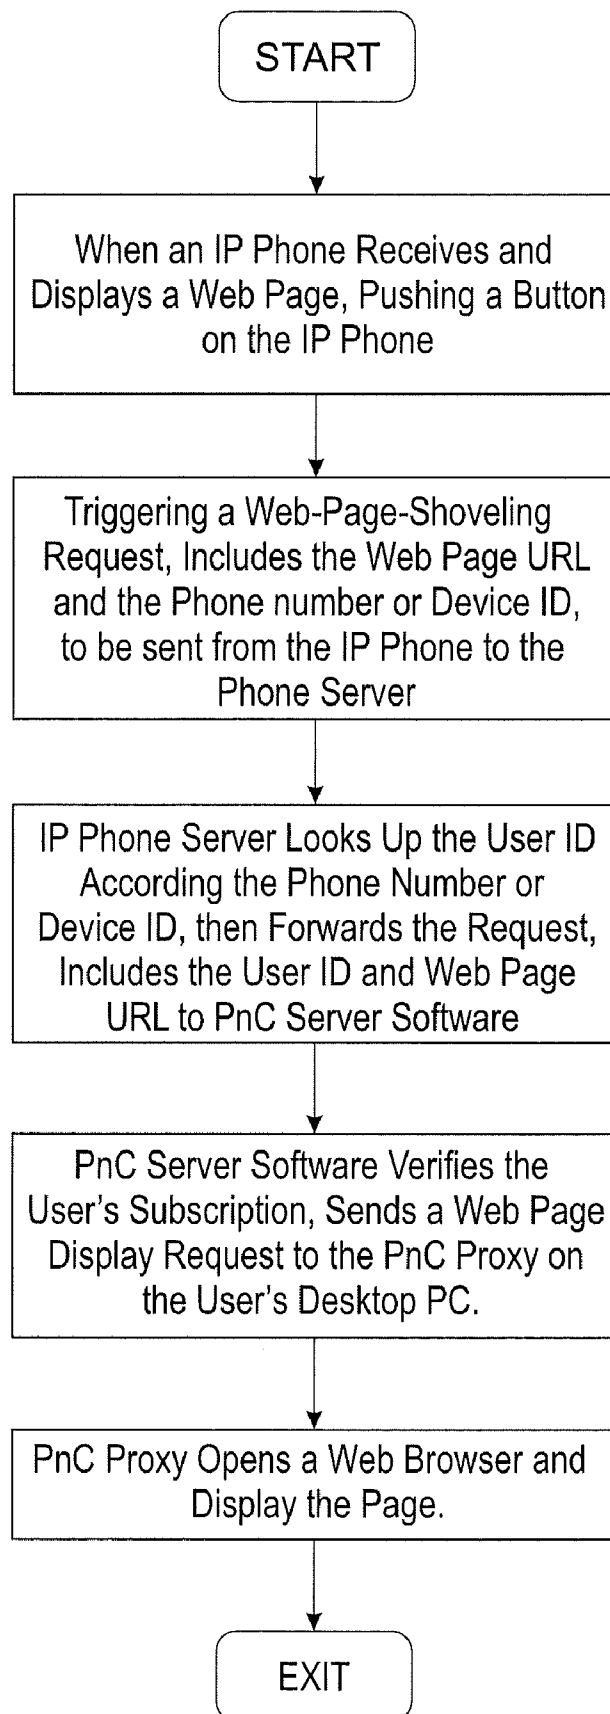 START
When an IP Phone Receives and
Displays a Web Page, Pushing a Button
on the IP Phone
Triggering a Web-Page-Shoveling
Request, Includes the Web Page URL
and the Phone number or Device ID,
to be sent from the IP Phone to the
Phone Server
IP Phone Server Looks Up the User ID
According the Phone Number or
Device ID, then Forwards the Request,
Includes the User ID and Web Page
URL to PnC Server Software
PnC Server Software Verifies the
User's Subscription, Sends a Web Page
Display Request to the PnC Proxy on
the User's Desktop PC.
PnC Proxy Opens a Web Browser and
Display the Page.
EXIT